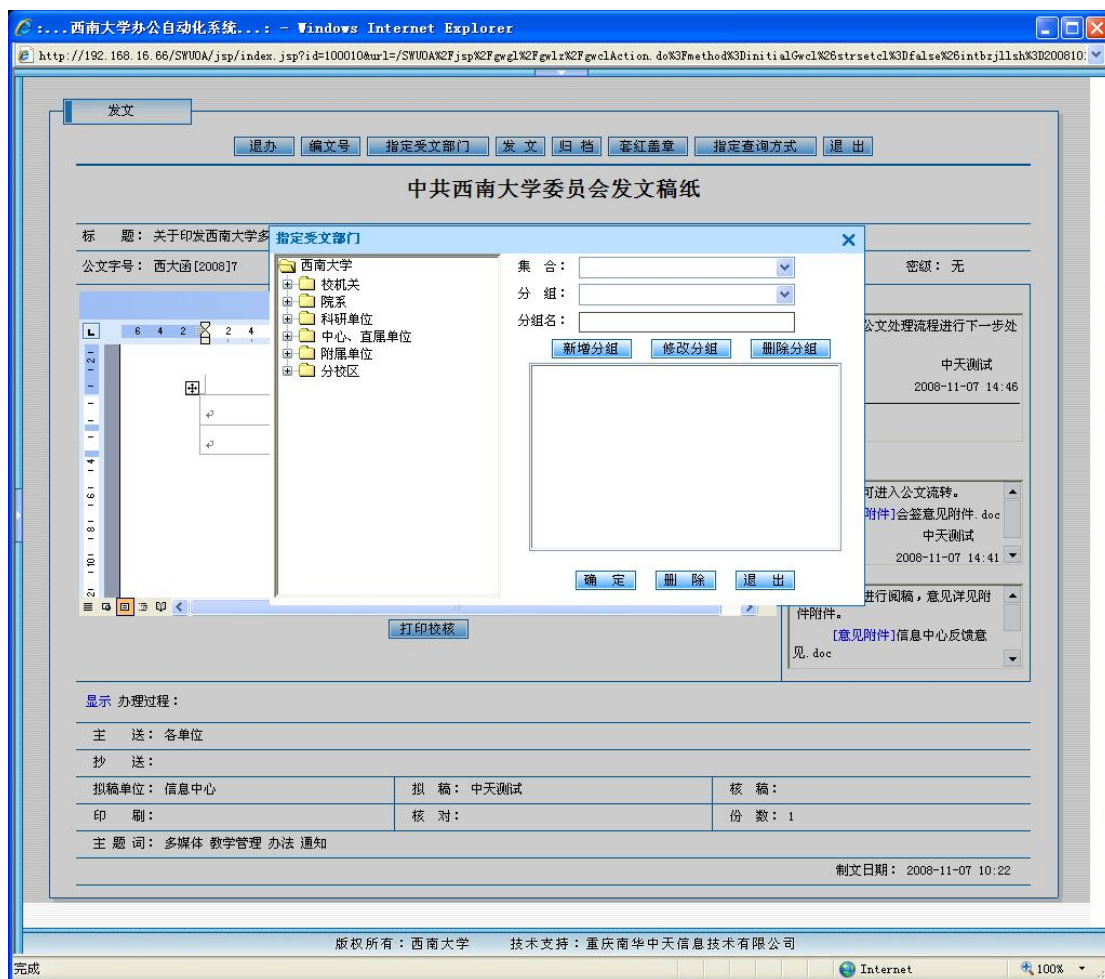 :...西南大学办公自动化系统...: - Windows Internet Explorer
http://192.168.16.66/SWUOA/jsp/index.jsp?id=100010&url=/SWUOA%2Fjsp%2Fgwgl%2Fgwlz%2FgwclAction.do%3Fmethod%3DinitialGwcl%26strsetcl%3Dfalse%26intbzjllsh%3D200810:
发文
退办 编文号 指定受文部门 发 文 归 档 套红盖章 指定查询方式 退 出
中共西南大学委员会发文稿纸
标 题: 关于印发西南大学多
公文字号: 西大函[2008]7
密级: 无
指定受文部门
西南大学
校机关
院系
科研单位
中心、直属单位
附属单位
分校区
集 合:
分 组:
分组名:
新增分组 修改分组 删除分组
确 定 删 除 退 出
L 6 4 2 2 4
公文处理流程进行下一步处
中天测试
2008-11-07 14:46
可进入公文流转。
附件]会签意见附件.doc
中天测试
2008-11-07 14:41
进行阅稿,意见详见附
件附件。
[意见附件]信息中心反馈意
见.doc
打印校核
显示 办理过程:
主 送: 各单位
抄 送:
拟稿单位: 信息中心 拟 稿: 中天测试 核 稿:
印 刷: 核 对: 份 数: 1
主 题 词: 多媒体 教学管理 办法 通知
制文日期: 2008-11-07 10:22
版权所有:西南大学 技术支持:重庆南华中天信息技术有限公司
完成 Internet 100%